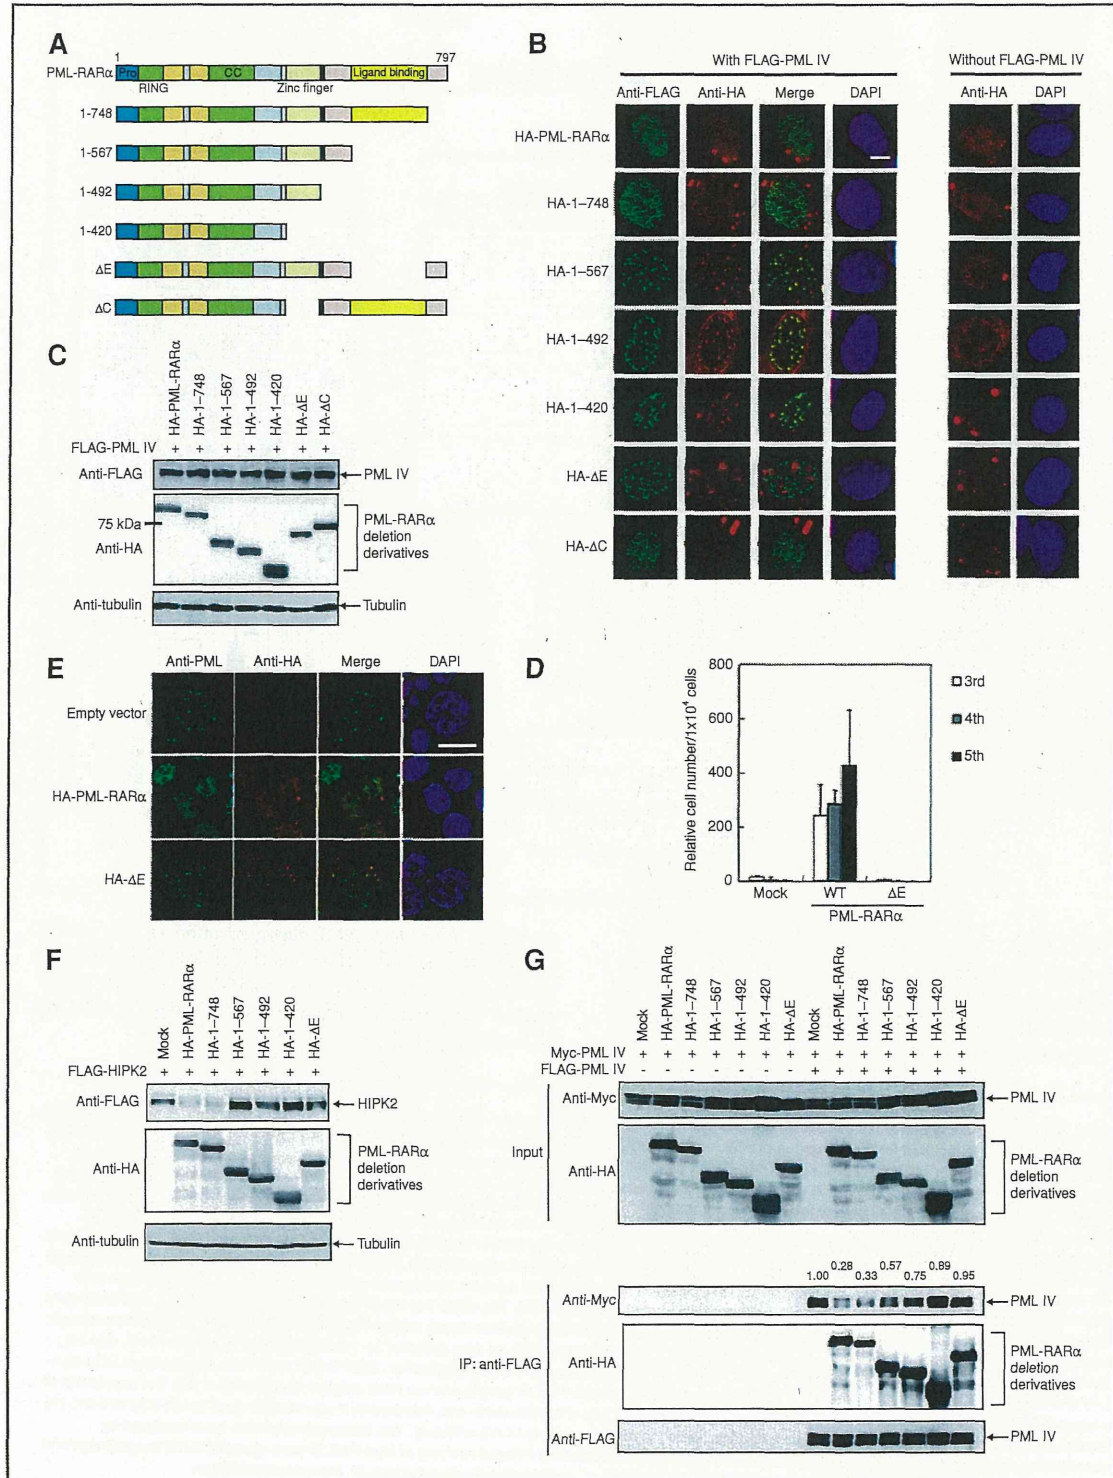 A
1
797
PML-RARα
Pro
CC
Ligand binding
RING
Zinc finger
1-748
1-567
1-492
1-420
ΔE
ΔC
B
With FLAG-PML IV
Without FLAG-PML IV
Anti-FLAG
Anti-HA
Merge
DAPI
Anti-HA
DAPI
HA-PML-RARα
HA-1–748
HA-1–567
HA-1–492
HA-1–420
HA-ΔE
HA-ΔC
C
HA-PML-RARα
HA-1–748
HA-1–567
HA-1–492
HA-1–420
HA-ΔE
HA-ΔC
FLAG-PML IV + + + + + + +
Anti-FLAG
PML IV
75 kDa
Anti-HA
PML-RARα
deletion
derivatives
Anti-tubulin
Tubulin
E
Anti-PML
Anti-HA
Merge
DAPI
Empty vector
HA-PML-RARα
HA-ΔE
D
Relative cell number/1x10⁴ cells
800
600
400
200
0
3rd
4th
5th
Mock
WT
ΔE
PML-RARα
F
Mock
HA-PML-RARα
HA-1–748
HA-1–567
HA-1–492
HA-1–420
HA-ΔE
FLAG-HIPK2 + + + + + + +
Anti-FLAG
HIPK2
Anti-HA
PML-RARα
deletion
derivatives
Anti-tubulin
Tubulin
G
Mock
HA-PML-RARα
HA-1–748
HA-1–567
HA-1–492
HA-1–420
HA-ΔE
Mock
HA-PML-RARα
HA-1–748
HA-1–567
HA-1–492
HA-1–420
HA-ΔE
Myc-PML IV + + + + + + + + + + + + + +
FLAG-PML IV - - - - - - - + + + + + + +
Input
Anti-Myc
PML IV
Anti-HA
PML-RARα
deletion
derivatives
1.00 0.28 0.33 0.57 0.75 0.89 0.95
IP: anti-FLAG
Anti-Myc
PML IV
Anti-HA
PML-RARα
deletion
derivatives
Anti-FLAG
PML IV